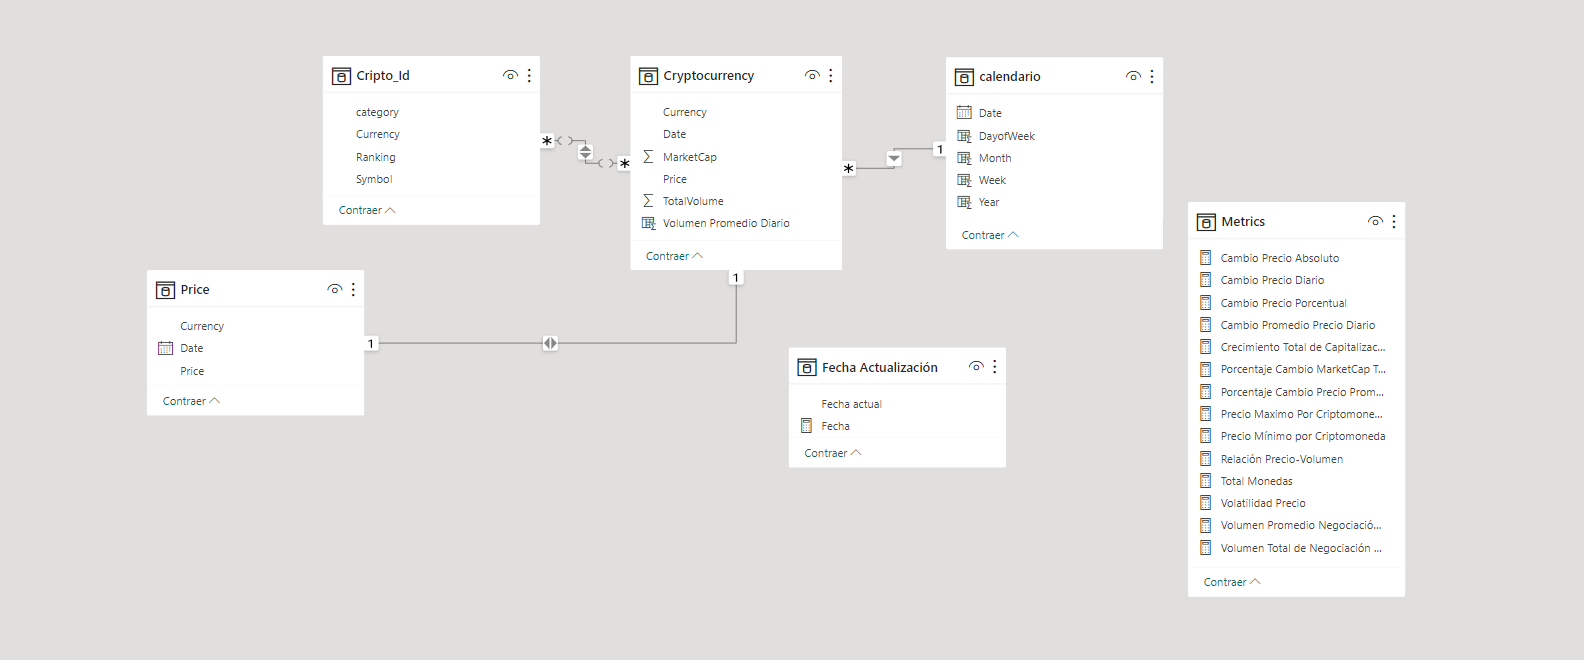 Cripto_Id
category
Currency
Ranking
Symbol
Contraer
*
*
Cryptocurrency
Currency
Date
MarketCap
Price
TotalVolume
Volumen Promedio Diario
Contraer
*
1
calendario
Date
DayofWeek
Month
Week
Year
Contraer
Price
Currency
Date
Price
Contraer
1
1
Fecha Actualización
Fecha actual
Fecha
Contraer
Metrics
Cambio Precio Absoluto
Cambio Precio Diario
Cambio Precio Porcentual
Cambio Promedio Precio Diario
Crecimiento Total de Capitalizac...
Porcentaje Cambio MarketCap T...
Porcentaje Cambio Precio Prom...
Precio Maximo Por Criptomone...
Precio Mínimo por Criptomoneda
Relación Precio-Volumen
Total Monedas
Volatilidad Precio
Volumen Promedio Negociació...
Volumen Total de Negociación ...
Contraer